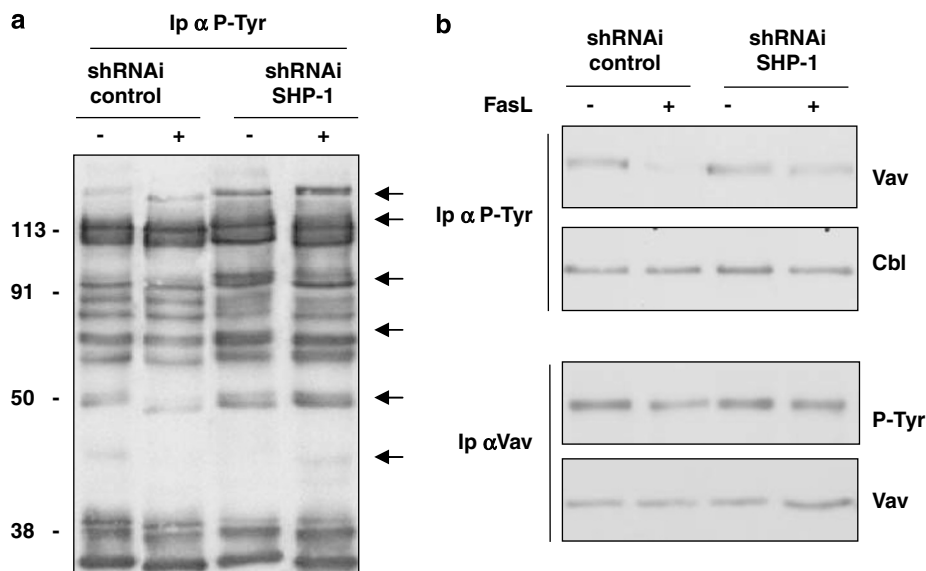 a
Ip α P-Tyr
shRNAi control
shRNAi SHP-1
- + - +
113 -
91 -
50 -
38 -
b
shRNAi control
shRNAi SHP-1
FasL - + - +
Ip α P-Tyr
Vav
Cbl
Ip αVav
P-Tyr
Vav